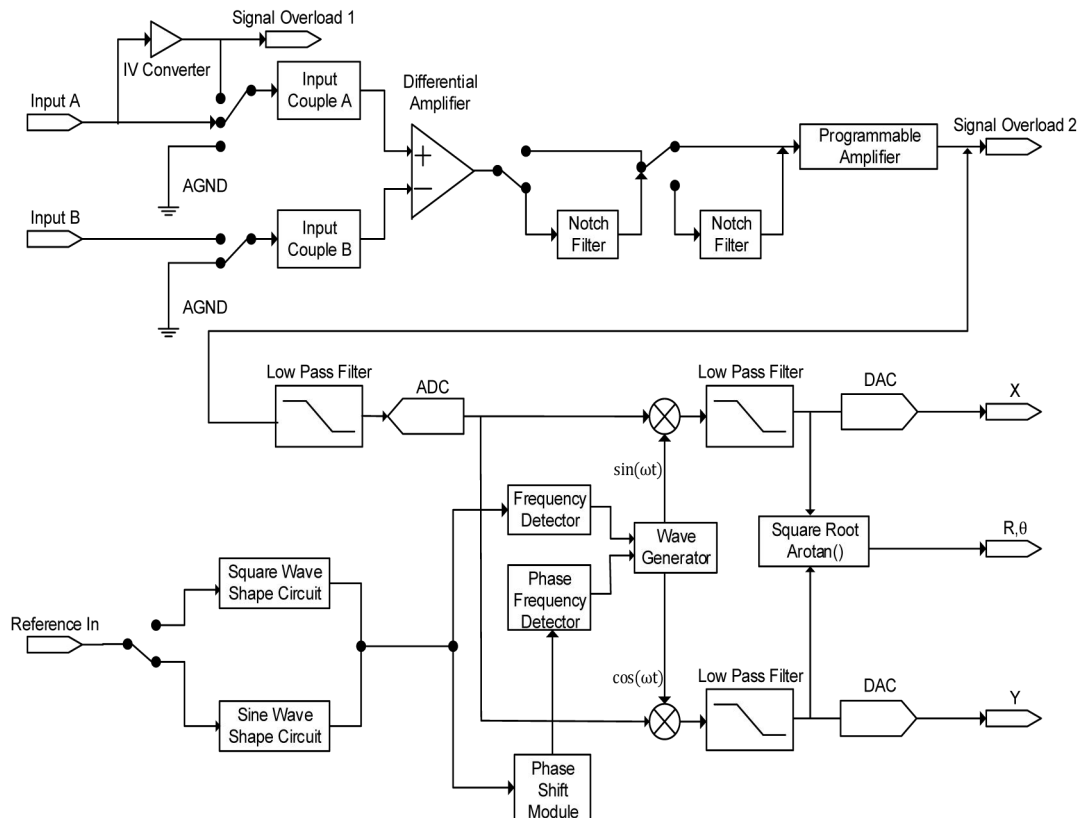 Signal Overload 1
IV Converter
Input A
Input
Couple A
Differential
Amplifier
AGND
Programmable
Amplifier
Signal Overload 2
Input B
Input
Couple B
Notch
Filter
Notch
Filter
AGND
Low Pass Filter
ADC
Low Pass Filter
DAC
X
sin(ωt)
Frequency
Detector
Wave
Generator
Square Root
Arotan()
R,θ
Square Wave
Shape Circuit
Phase
Frequency
Detector
Reference In
cos(ωt)
Low Pass Filter
DAC
Y
Sine Wave
Shape Circuit
Phase
Shift
Module